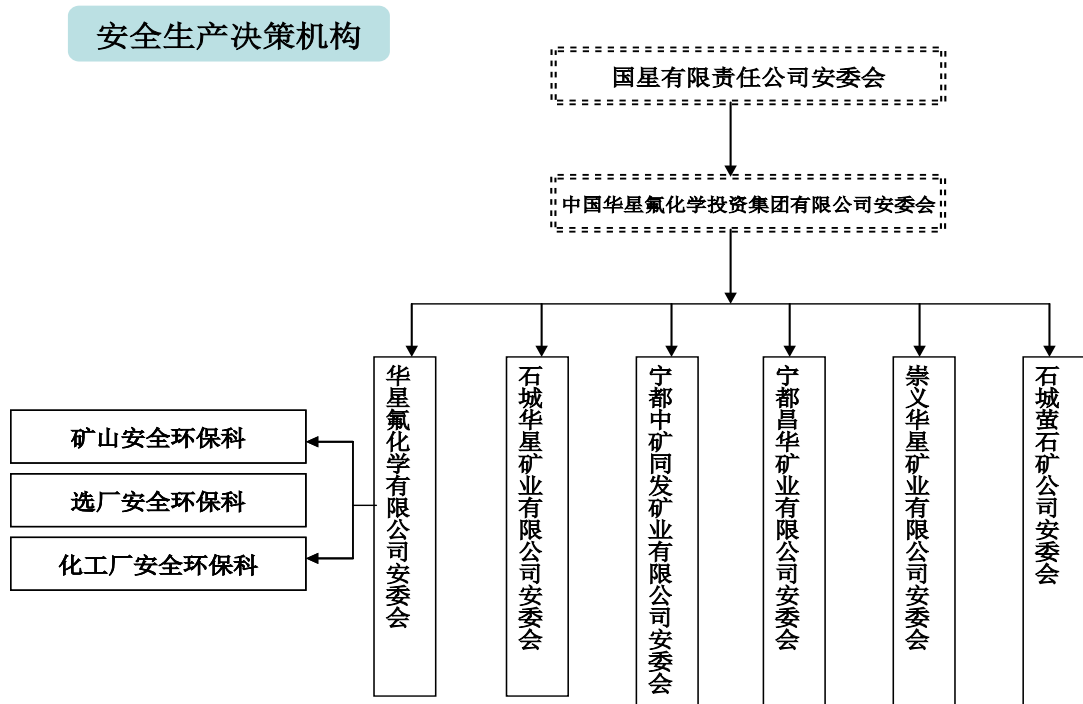 安全生产决策机构
国星有限责任公司安委会
中国华星氟化学投资集团有限公司安委会
华星氟化学有限公司安委会
石城华星矿业有限公司安委会
宁都中矿同发矿业有限公司安委会
宁都昌华矿业有限公司安委会
崇义华星矿业有限公司安委会
石城萤石矿公司安委会
矿山安全环保科
选厂安全环保科
化工厂安全环保科